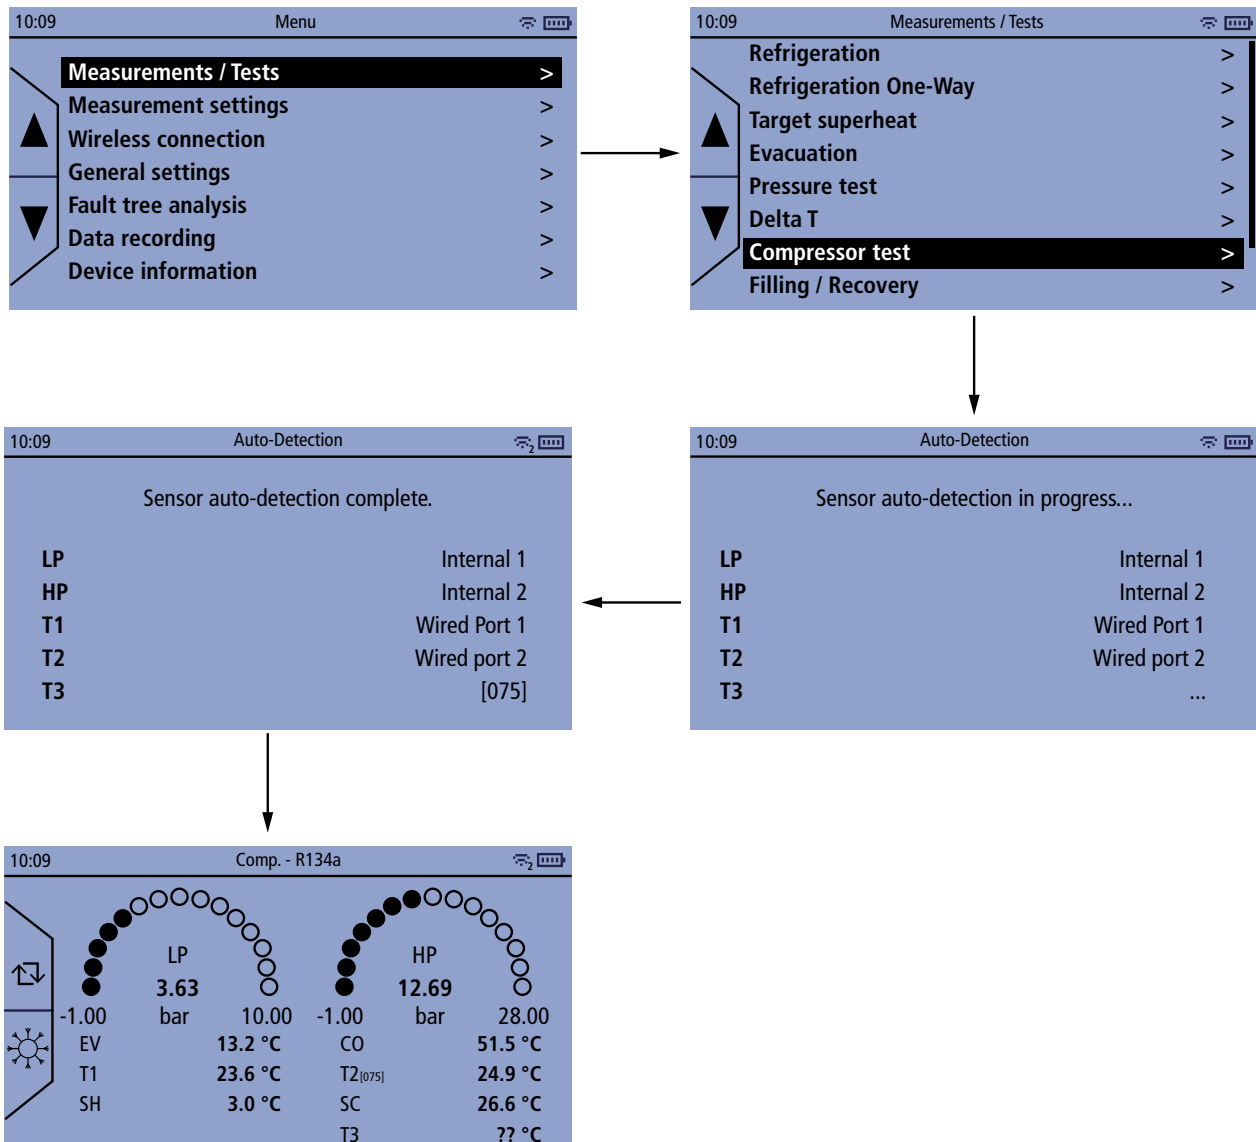 10:09 Menu
Measurements / Tests >
Measurement settings >
Wireless connection >
General settings >
Fault tree analysis >
Data recording >
Device information >
10:09 Measurements / Tests
Refrigeration >
Refrigeration One-Way >
Target superheat >
Evacuation >
Pressure test >
Delta T >
Compressor test >
Filling / Recovery >
10:09 Auto-Detection 2
Sensor auto-detection complete.
LP Internal 1
HP Internal 2
T1 Wired Port 1
T2 Wired port 2
T3 [075]
10:09 Auto-Detection
Sensor auto-detection in progress...
LP Internal 1
HP Internal 2
T1 Wired Port 1
T2 Wired port 2
T3 ...
10:09 Comp. - R134a 2
LP HP
3.63 12.69
-1.00 bar 10.00 -1.00 bar 28.00
EV 13.2 °C CO 51.5 °C
T1 23.6 °C T2[075] 24.9 °C
SH 3.0 °C SC 26.6 °C
T3 ?? °C